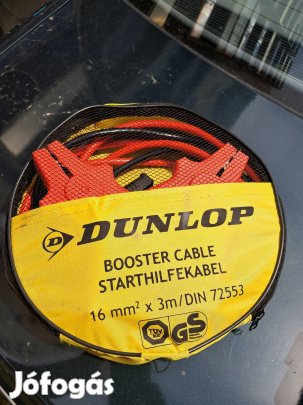 DUNLOP
BOOSTER CABLE
STARTHILFEKABEL
16 mm² x 3m/DIN 72553
GS
Jófogás